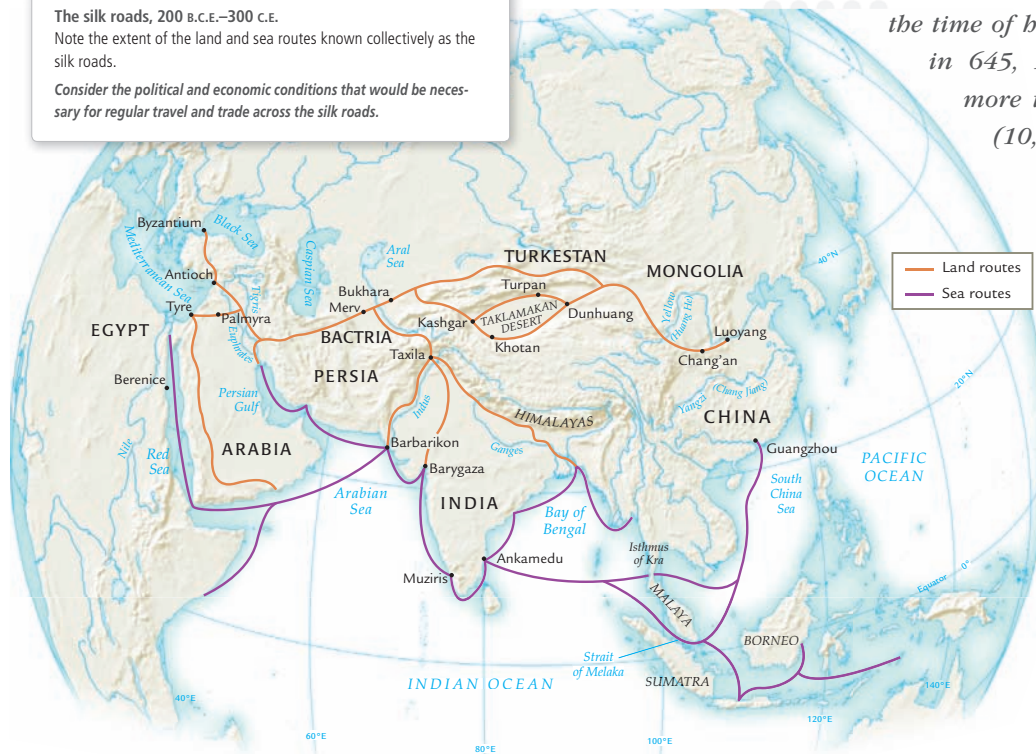 The silk roads, 200 B.C.E.–300 C.E.
Note the extent of the land and sea routes known collectively as the
silk roads.
Consider the political and economic conditions that would be neces-
sary for regular travel and trade across the silk roads.
the time of h
in 645,
more
(10,
Land routes
Sea routes
Byzantium
Black Sea
Mediterranean Sea
Caspian Sea
Aral
Sea
TURKESTAN
MONGOLIA
40°N
Antioch
Tigris
Bukhara
Turpan
Tyre
Palmyra
Merv
Kashgar
TAKLAMAKAN
DESERT
Dunhuang
Yellow
(Huang He)
Luoyang
EGYPT
Euphrates
BACTRIA
Khotan
Chang'an
Taxila
PERSIA
Berenice
Persian
Gulf
Indus
HIMALAYAS
Yangzi
(Chang Jiang)
20°N
CHINA
Nile
Red
Sea
ARABIA
Barbarikon
Ganges
Guangzhou
PACIFIC
OCEAN
Barygaza
Arabian
Sea
INDIA
Bay of
Bengal
South
China
Sea
Isthmus
of Kra
Ankamedu
Muziris
MALAYA
Equator
0°
BORNEO
Strait
of Melaka
SUMATRA
INDIAN OCEAN
40°E
60°E
80°E
100°E
120°E
140°E